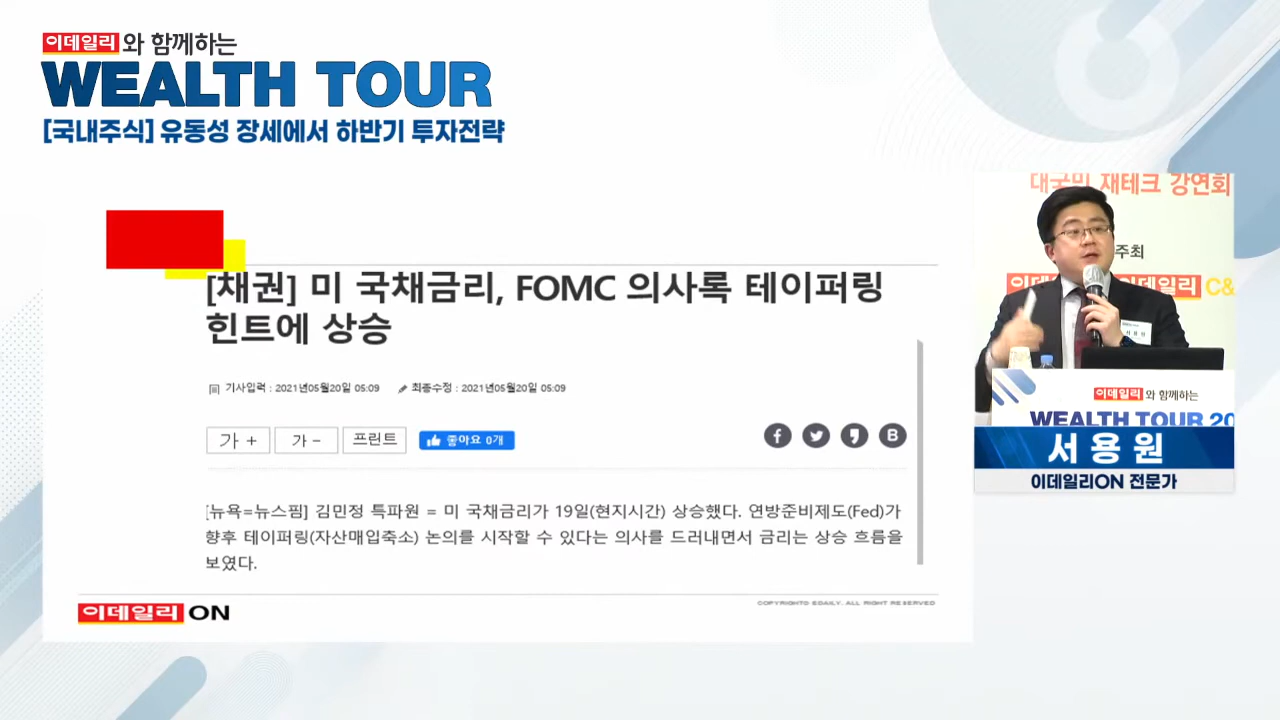 이데일리와 함께하는
WEALTH TOUR
[국내주식] 유동성 장세에서 하반기 투자전략
대국민 재테크 강연회
주최
이데일리 이데일리 C&
이데일리와 함께하는
WEALTH TOUR 20
서용원
이데일리ON 전문가
[채권] 미 국채금리, FOMC 의사록 테이퍼링
힌트에 상승
기사입력 : 2021년05월20일 05:09 최종수정 : 2021년05월20일 05:09
가 + 가 - 프린트 좋아요 0개
[뉴욕=뉴스핌] 김민정 특파원 = 미 국채금리가 19일(현지시간) 상승했다. 연방준비제도(Fed)가
향후 테이퍼링(자산매입축소) 논의를 시작할 수 있다는 의사를 드러내면서 금리는 상승 흐름을
보였다.
이데일리 ON
COPYRIGHTⓒ EDAILY. ALL RIGHT RESERVED